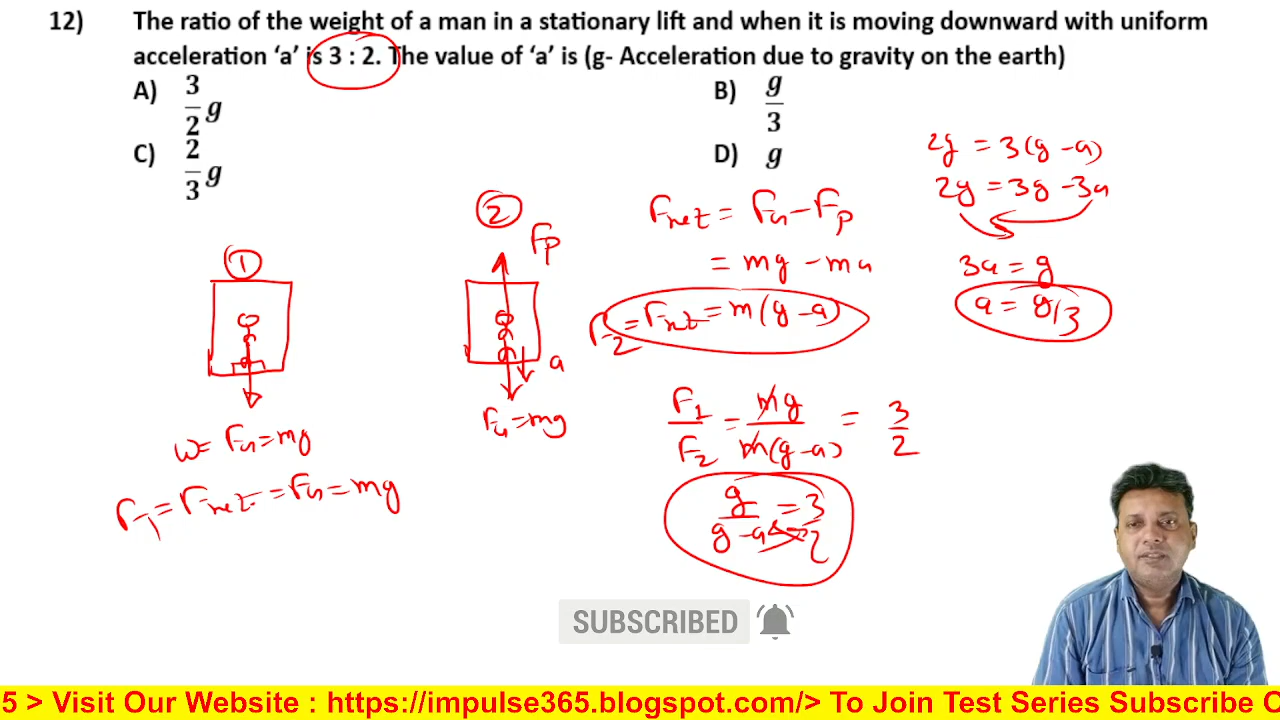 12) The ratio of the weight of a man in a stationary lift and when it is moving downward with uniform
acceleration ‘a’ is 3 : 2. The value of ‘a’ is (g- Acceleration due to gravity on the earth)
A) 3/2 g
B) g/3
C) 2/3 g
D) g
1
W = FG = mg
F1 = Fnet = FG = mg
2
Fp
a
FG = mg
Fnet = FG - Fp
= mg - ma
F2 = Fnet = m(g-a)
F1/F2 = mg/m(g-a) = 3/2
g/g-a = 3/2
2g = 3(g-a)
2g = 3g - 3a
3a = g
a = g/3
SUBSCRIBED
5 > Visit Our Website : https://impulse365.blogspot.com/> To Join Test Series Subscribe